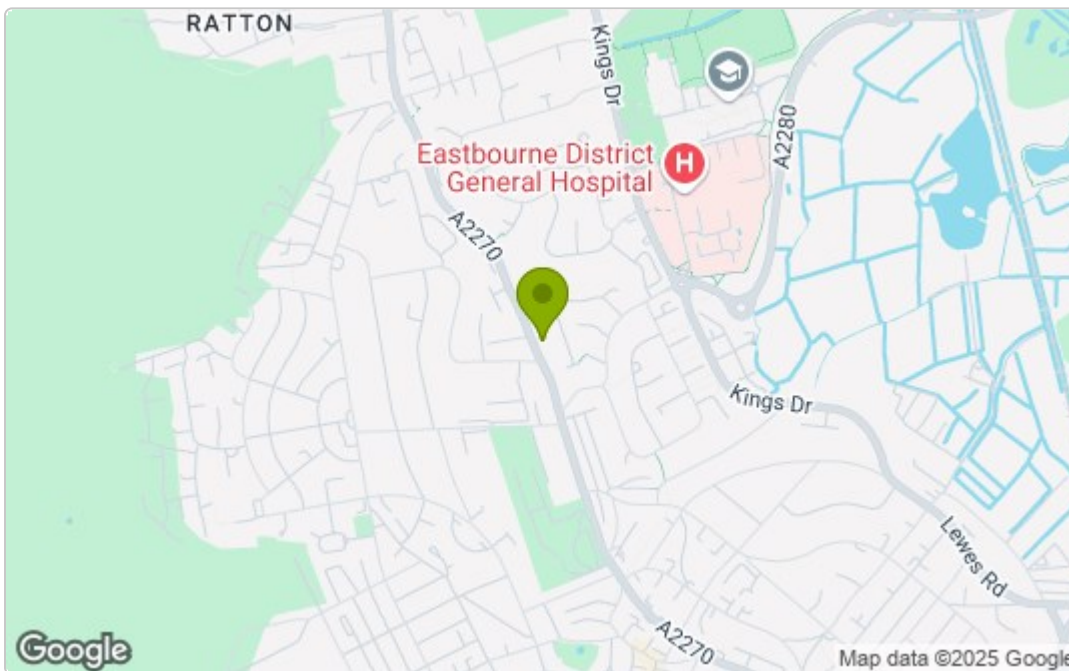 RATTON
Kings Dr
A2280
Eastbourne District
General Hospital
H
A2270
Kings Dr
Lewes Rd
A2270
Google
Map data ©2025 Google